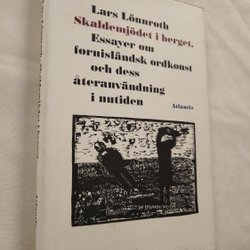 Lars Lönnroth
Skaldemjödet i berget.
Essayer om
fornisländsk ordkonst
och dess
återanvändning
i nutiden
Atlantis